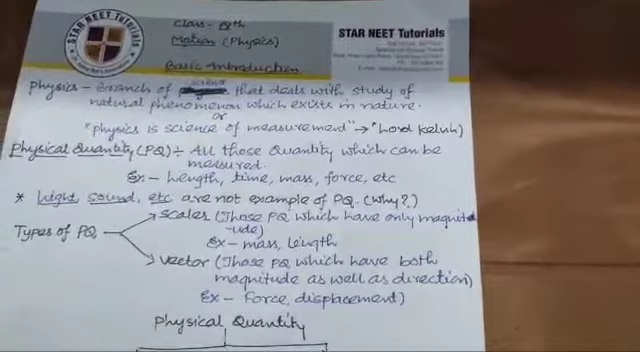 STAR NEET Tutorials
Class - 9th
Motion (Physics)
Basic Introduction
STAR NEET Tutorials
Physics - Branch of science that deals with study of
natural phenomenon which exists in nature.
or
"Physics is science of measurement" → "Lord Kelvin)
Physical Quantity (PQ) :- All those Quantity which can be
measured.
Ex - Length, time, mass, force, etc
* Light, Sound, etc are not example of PQ. (Why?)
Types of PQ
scaler (Those PQ which have only magnit
-ude)
Ex - mass, length
vector (Those PQ which have both
magnitude as well as direction)
Ex - Force, displacement)
Physical Quantity